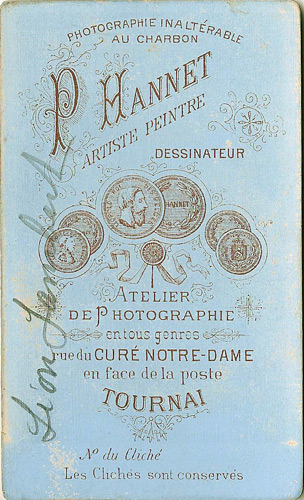 PHOTOGRAPHIE INALTÉRABLE
AU CHARBON
P HANNET
ARTISTE PEINTRE
DESSINATEUR
HANNET
ATELIER
DE PHOTOGRAPHIE
en tous genres
rue du CURÉ NOTRE-DAME
en face de la poste
TOURNAI
Nº du Cliché
Les Clichés sont conservés
Léon